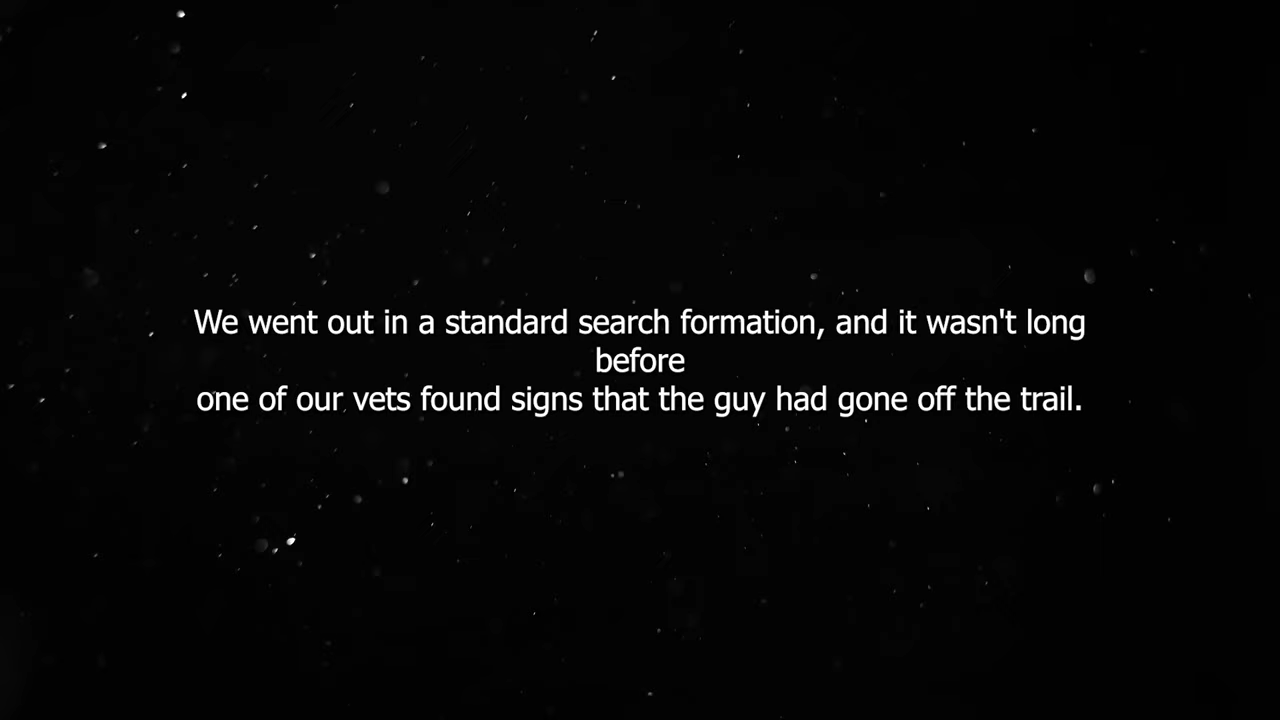 We went out in a standard search formation, and it wasn't long
before
one of our vets found signs that the guy had gone off the trail.